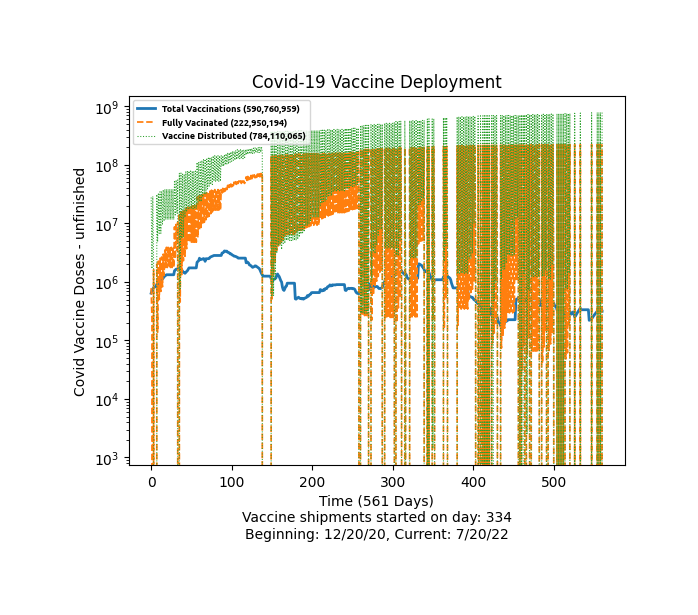 Covid-19 Vaccine Deployment
Total Vaccinations (590,760,959)
Fully Vacinated (222,950,194)
Vaccine Distributed (784,110,065)
Covid Vaccine Doses - unfinished
10⁹
10⁸
10⁷
10⁶
10⁵
10⁴
10³
0 100 200 300 400 500
Time (561 Days)
Vaccine shipments started on day: 334
Beginning: 12/20/20, Current: 7/20/22